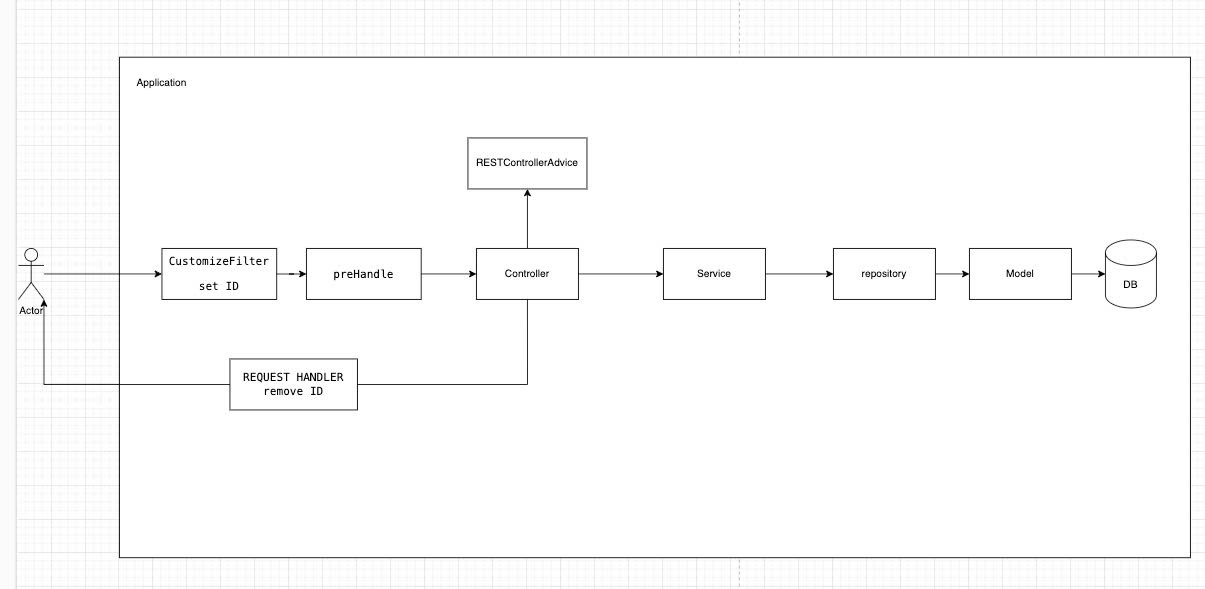 Application
RESTControllerAdvice
CustomizeFilter
set ID
preHandle
Controller
Service
repository
Model
DB
Actor
REQUEST HANDLER
remove ID